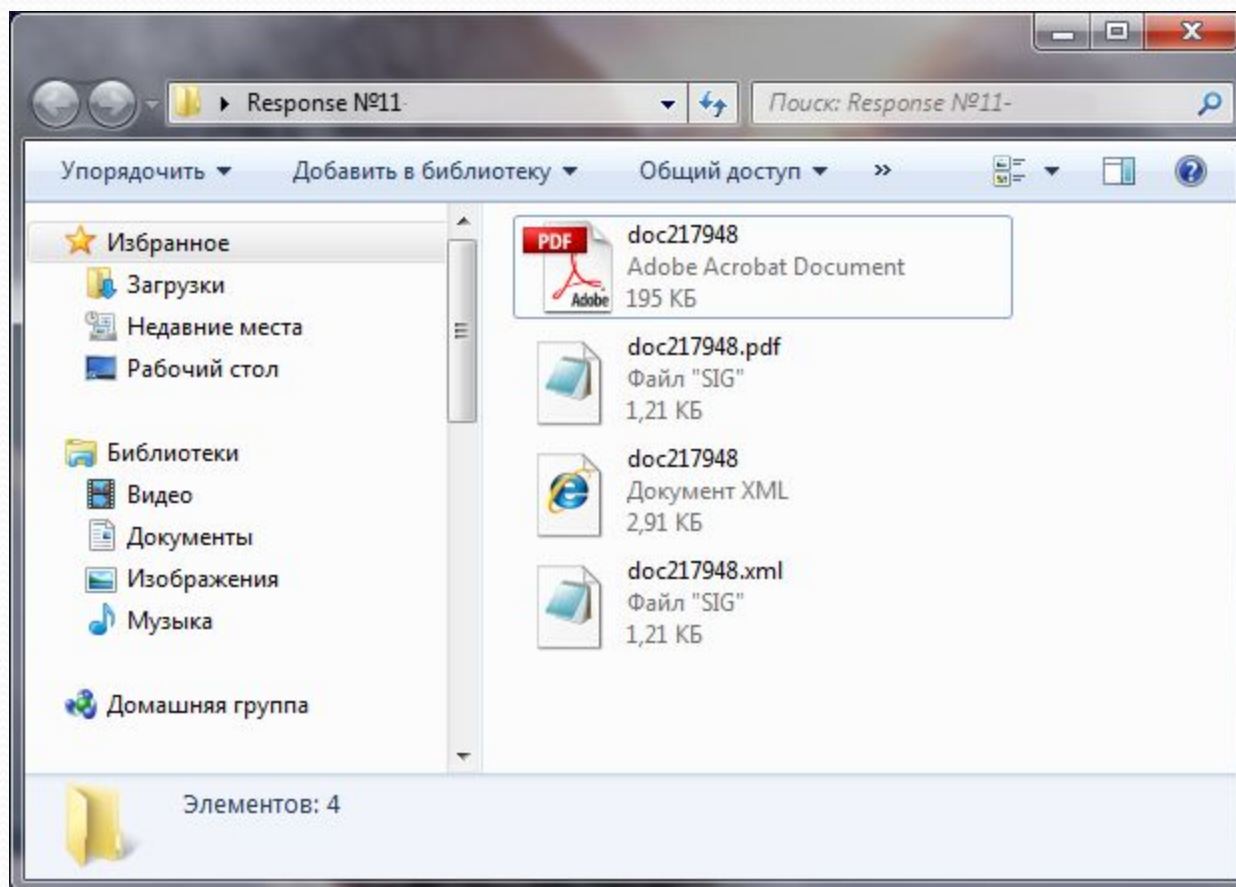 Response №11-
Поиск: Response №11-
Упорядочить
Добавить в библиотеку
Общий доступ
»
Избранное
Загрузки
Недавние места
Рабочий стол
Библиотеки
Видео
Документы
Изображения
Музыка
Домашняя группа
PDF
Adobe
doc217948
Adobe Acrobat Document
195 КБ
doc217948.pdf
Файл "SIG"
1,21 КБ
doc217948
Документ XML
2,91 КБ
doc217948.xml
Файл "SIG"
1,21 КБ
Элементов: 4